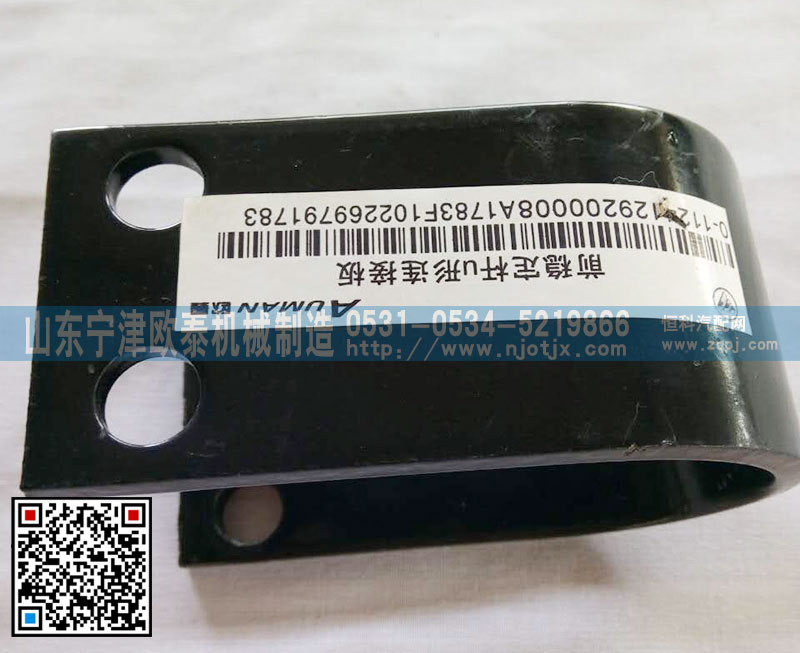 AUMAN 欧曼
前稳定杆u形连接板
129200008A1783F102269791783
山东宁津欧泰机械制造 0531-0534-5219866
http://www.njotjx.com
恒科汽配网
www.zqpj.com